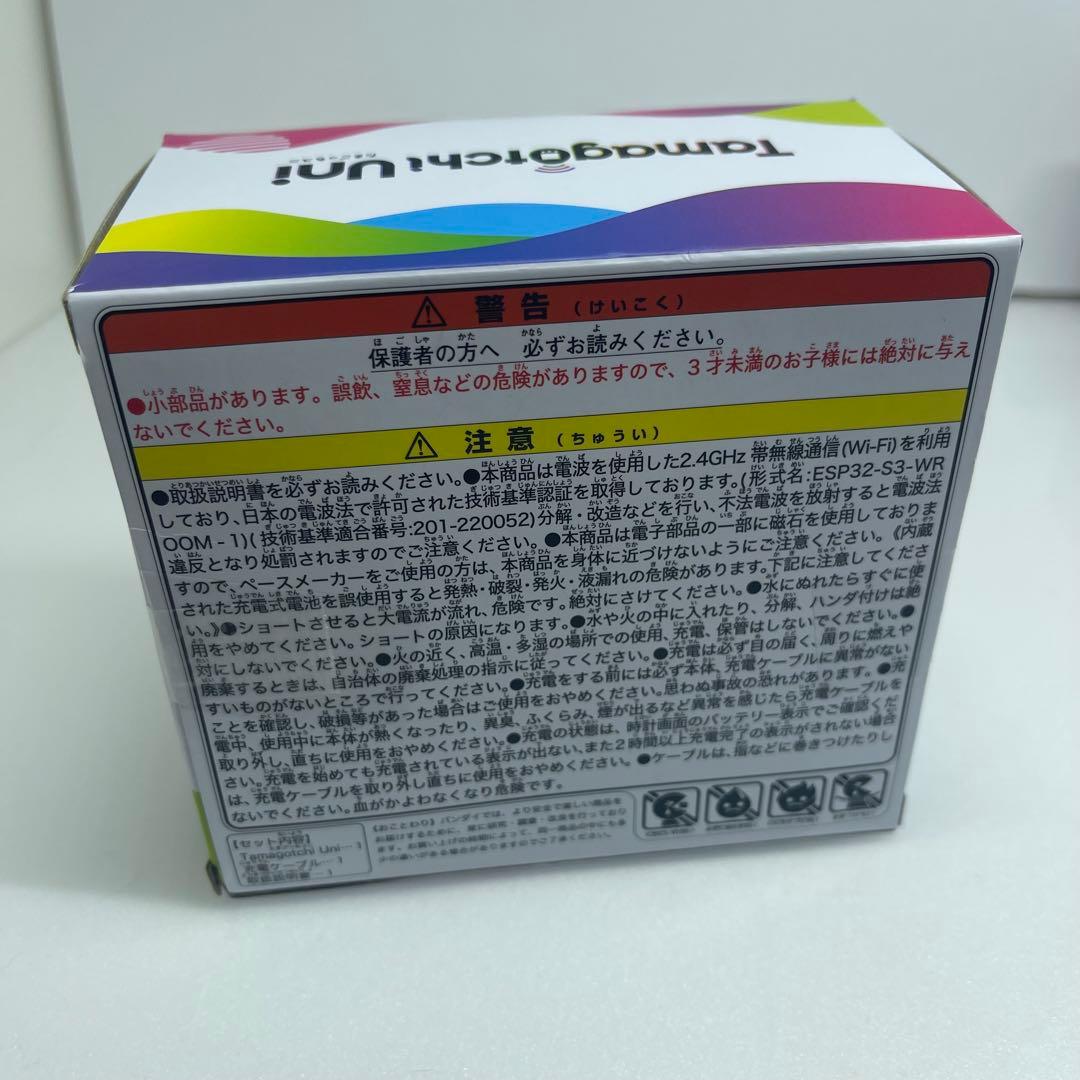 Tamagotchi Uni
たまごっちユニ
⚠ 警告 (けいこく)
保護者の方へ 必ずお読みください。
●小部品があります。誤飲、窒息などの危険がありますので、3才未満のお子様には絶対に与え
ないでください。
⚠ 注意 (ちゅうい)
●取扱説明書を必ずお読みください。●本商品は電波を使用した2.4GHz 帯無線通信(Wi-Fi)を利用
しており、日本の電波法で許可された技術基準認証を取得しております。(形式名:ESP32-S3-WR
OOM-1)(技術基準適合番号:201-220052)分解・改造などを行い、不法電波を放射すると電波法
違反となり処罰されますのでご注意ください。●本商品は電子部品の一部に磁石を使用しておりま
すので、ペースメーカーをご使用の方は、本商品を身体に近づけないようにご注意ください。《内蔵
された充電式電池を誤使用すると発熱・破裂・発火・液漏れの危険があります。下記に注意してくださ
い。》●ショートさせると大電流が流れ、危険です。絶対にさけてください。●水にぬれたらすぐに使
用をやめてください。ショートの原因になります。●水や火の中に入れたり、分解、ハンダ付けは絶
対にしないでください。●火の近く、高温・多湿の場所での使用、充電、保管はしないでください。●
廃棄するときは、自治体の廃棄処理の指示に従ってください。●充電は必ず目の届く、周りに燃えや
すいものがないところで行ってください。●充電をする前には必ず本体、充電ケーブルに異常がない
ことを確認し、破損等があった場合はご使用をおやめください。思わぬ事故の恐れがあります。●充
電中、使用中に本体が熱くなったり、異臭、ふくらみ、煙が出るなど異常を感じたら充電ケーブルを
取り外し、直ちに使用をおやめください。●充電の状態は、時計画面のバッテリー表示でご確認くだ
さい。充電を始めても充電されている表示が出ない、また2時間以上充電完了の表示がされない場合
は、充電ケーブルを取り外し直ちに使用をおやめください。●ケーブルは、指などに巻きつけたりし
ないでください。血がかよわなくなり危険です。
【セット内容】
Tamagotchi Uni…1
充電ケーブル…1
取扱説明書…1
【おことわり】バンダイでは、より安全で楽しい商品を